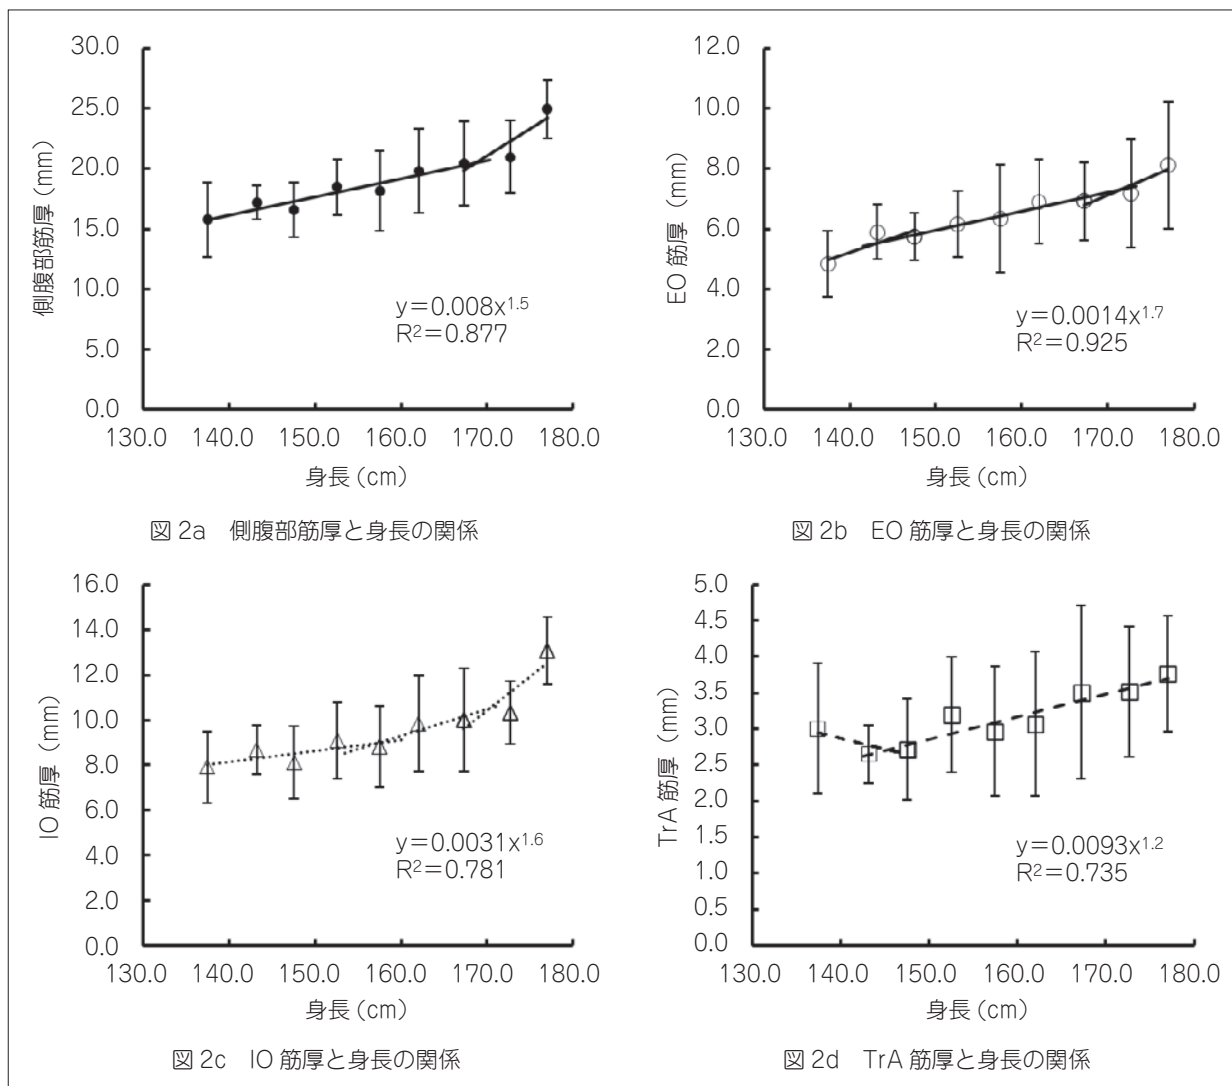 30.0
25.0
20.0
15.0
10.0
5.0
0.0
側腹部筋厚 (mm)
130.0 140.0 150.0 160.0 170.0 180.0
身長 (cm)
y＝0.008x1.5
R2＝0.877
図 2a 側腹部筋厚と身長の関係
12.0
10.0
8.0
6.0
4.0
2.0
0.0
EO 筋厚 (mm)
130.0 140.0 150.0 160.0 170.0 180.0
身長 (cm)
y＝0.0014x1.7
R2＝0.925
図 2b EO 筋厚と身長の関係
16.0
14.0
12.0
10.0
8.0
6.0
4.0
2.0
0.0
IO 筋厚 (mm)
130.0 140.0 150.0 160.0 170.0 180.0
身長 (cm)
y＝0.0031x1.6
R2＝0.781
図 2c IO 筋厚と身長の関係
5.0
4.5
4.0
3.5
3.0
2.5
2.0
1.5
1.0
0.5
0.0
TrA 筋厚 (mm)
130.0 140.0 150.0 160.0 170.0 180.0
身長 (cm)
y＝0.0093x1.2
R2＝0.735
図 2d TrA 筋厚と身長の関係